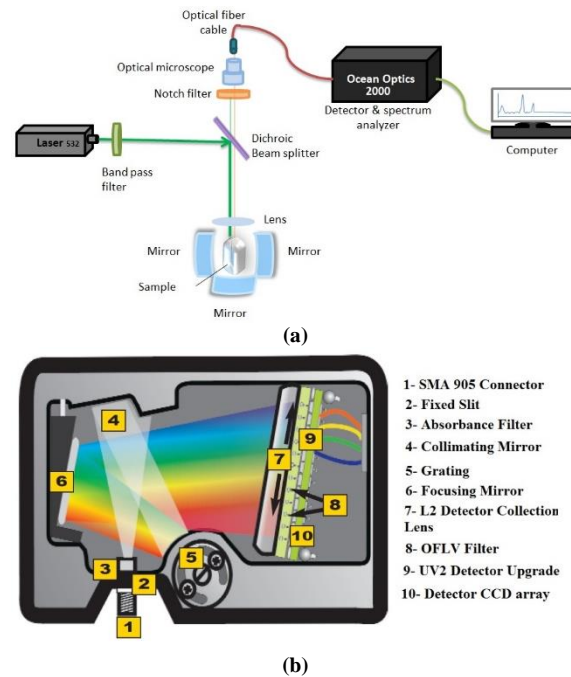 Optical fiber
cable
Optical microscope
Notch filter
Ocean Optics
2000
Detector & spectrum
analyzer
Computer
Laser 532
Band pass
filter
Dichroic
Beam splitter
Lens
Mirror
Mirror
Sample
Mirror
(a)
4
6
7
9
8
10
5
3
2
1
1- SMA 905 Connector
2- Fixed Slit
3- Absorbance Filter
4- Collimating Mirror
5- Grating
6- Focusing Mirror
7- L2 Detector Collection
Lens
8- OFLV Filter
9- UV2 Detector Upgrade
10- Detector CCD array
(b)